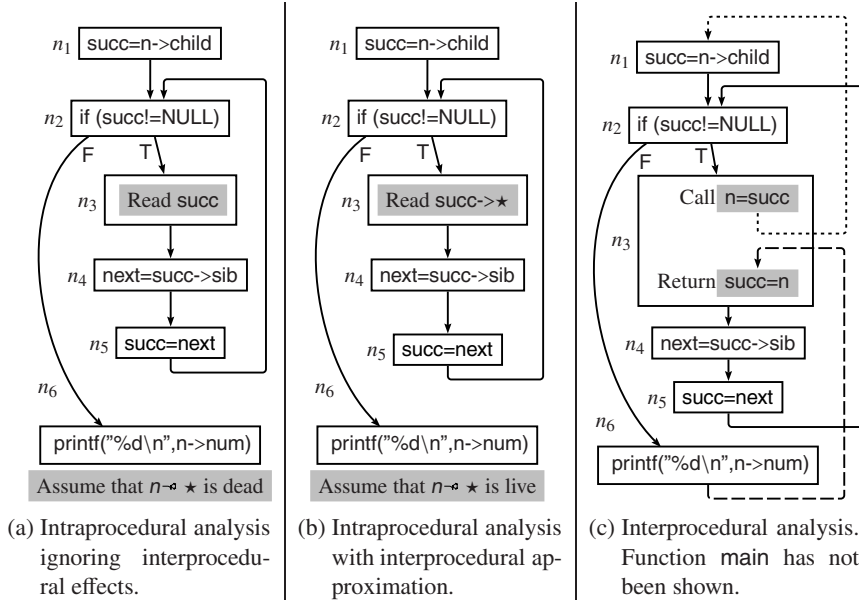 n1
succ=n->child
n2
if (succ!=NULL)
F
T
n3
Read succ
n4
next=succ->sib
n5
succ=next
n6
printf("%d\n",n->num)
Assume that n→ ★ is dead
(a) Intraprocedural analysis
ignoring interprocedu-
ral effects.
n1
succ=n->child
n2
if (succ!=NULL)
F
T
n3
Read succ->★
n4
next=succ->sib
n5
succ=next
n6
printf("%d\n",n->num)
Assume that n→ ★ is live
(b) Intraprocedural analysis
with interprocedural ap-
proximation.
n1
succ=n->child
n2
if (succ!=NULL)
F
T
Call n=succ
n3
Return succ=n
n4
next=succ->sib
n5
succ=next
n6
printf("%d\n",n->num)
(c) Interprocedural analysis.
Function main has not
been shown.